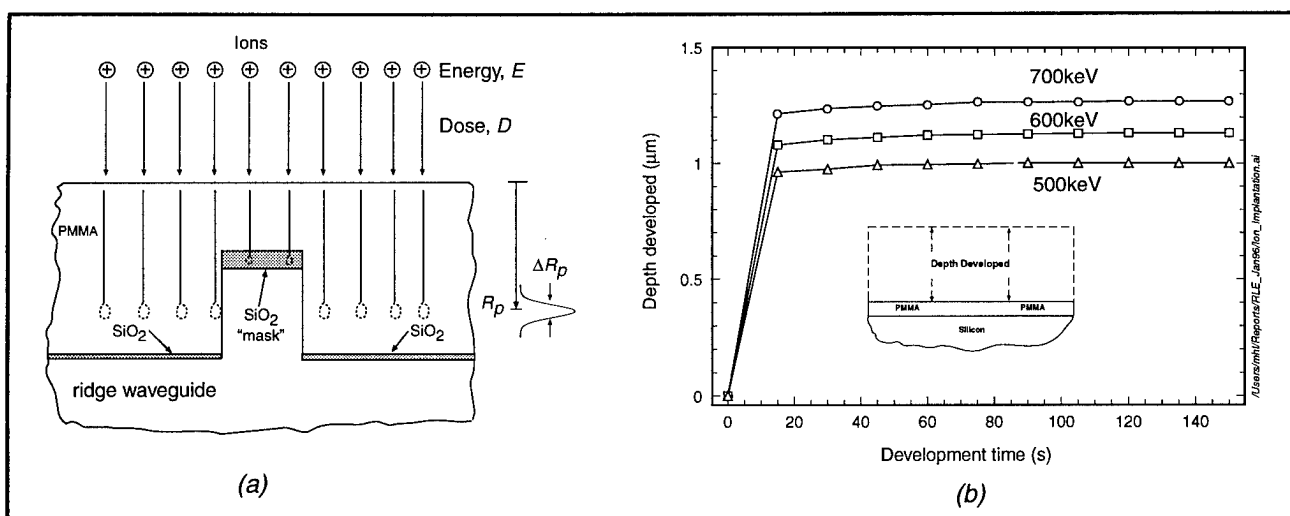 Ions
Energy, E
Dose, D
PMMA
ΔRp
Rp
SiO2
SiO2
"mask"
SiO2
ridge waveguide
(a)
1.5
1
0.5
0
700keV
600keV
500keV
Depth developed (μm)
Depth Developed
PMMA PMMA
Silicon
0 20 40 60 80 100 120 140
Development time (s)
/Users/mhl/Reports/RLE_Jan96/Ion_Implantation.ai
(b)